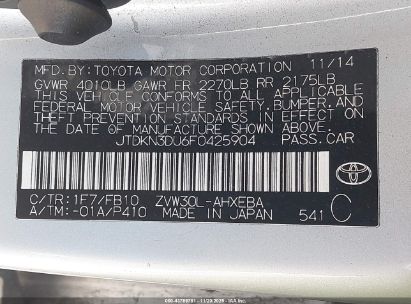 MFD. BY: TOYOTA MOTOR CORPORATION 11/14
GVWR 4010LB GAWR FR 2270LB RR 2175LB
THIS VEHICLE CONFORMS TO ALL APPLICABLE
FEDERAL MOTOR VEHICLE SAFETY, BUMPER, AND
THEFT PREVENTION STANDARDS IN EFFECT ON
THE DATE OF MANUFACTURE SHOWN ABOVE.
JTDKN3DU6F0425904 PASS.CAR
C/TR: 1F7/FB10 ZVW30L-AHXEBA
A/TM: -01A/P410 MADE IN JAPAN 541 C
TOYOTA